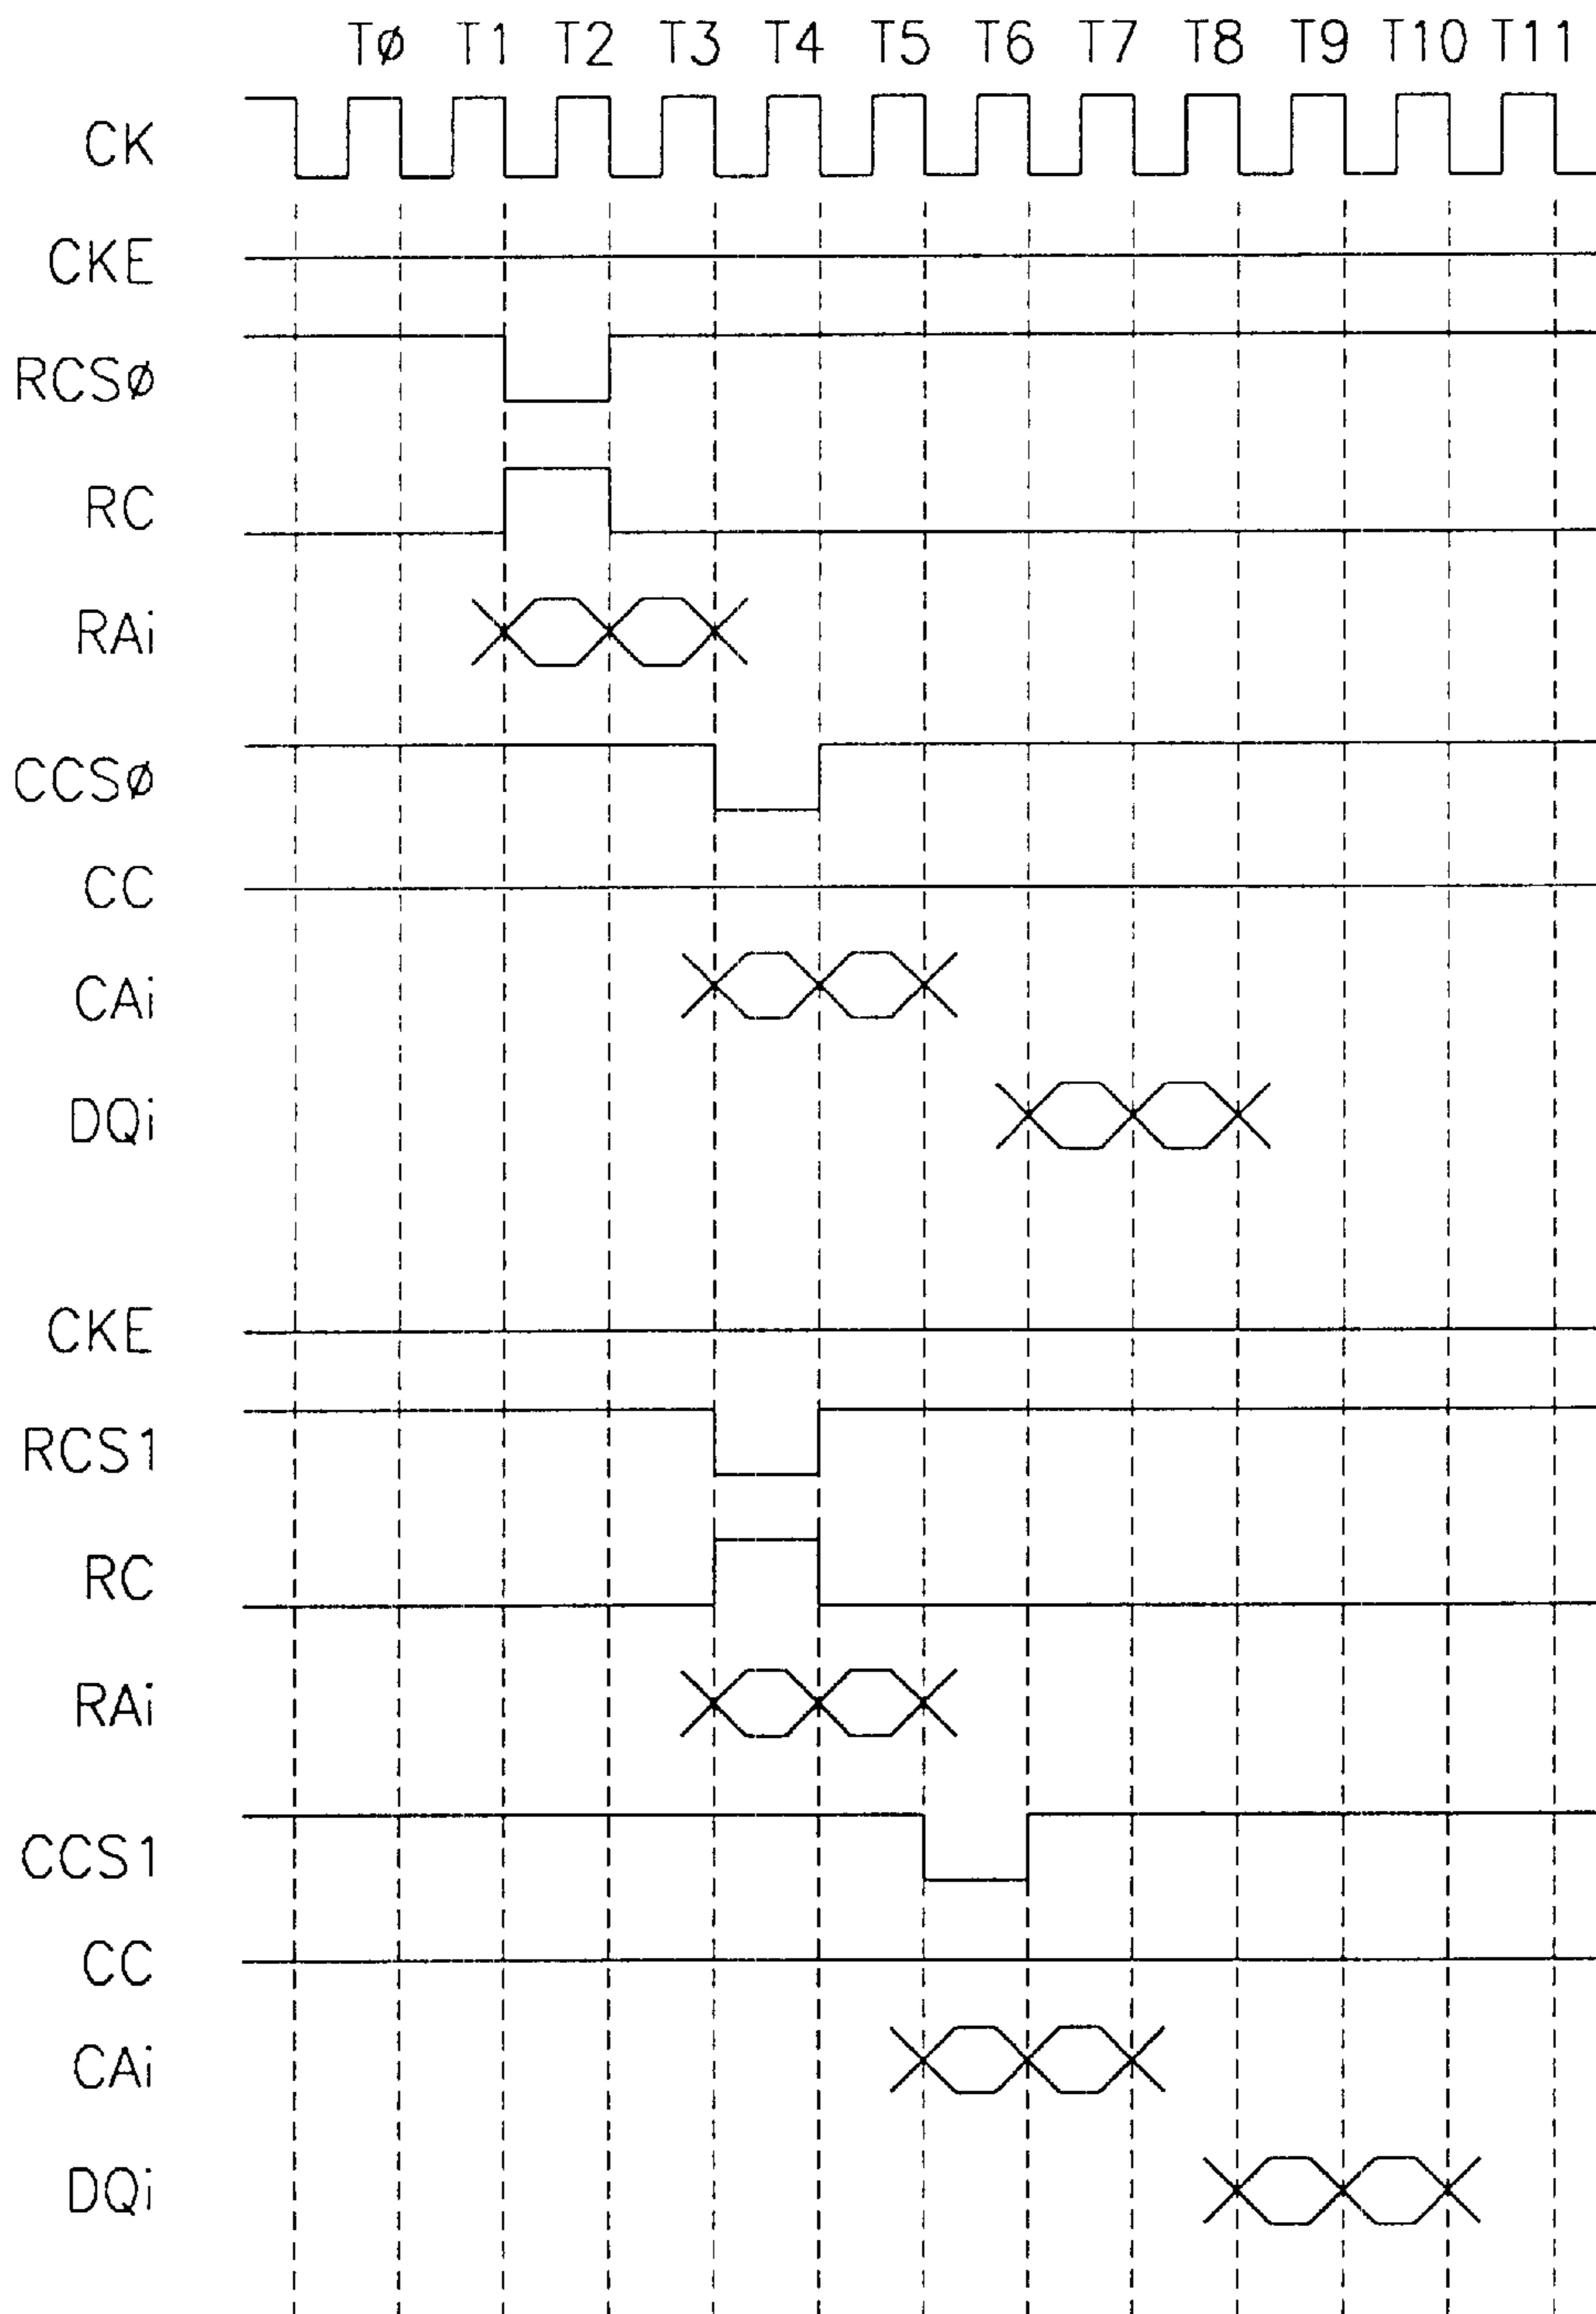 TØ T1 T2 T3 T4 T5 T6 T7 T8 T9 T10 T11
CK
CKE
RCSØ
RC
RAi
CCSØ
CC
CAi
DQi
CKE
RCS1
RC
RAi
CCS1
CC
CAi
DQi